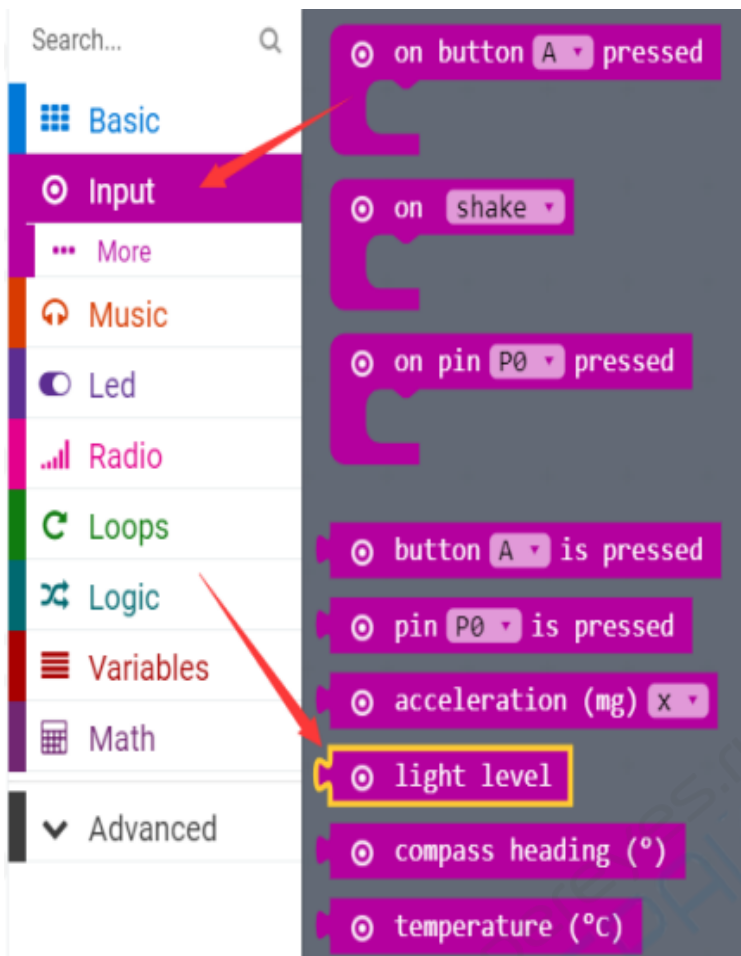 Search...
Basic
Input
More
Music
Led
Radio
Loops
Logic
Variables
Math
Advanced
on button A pressed
on shake
on pin P0 pressed
button A is pressed
pin P0 is pressed
acceleration (mg) x
light level
compass heading (º)
temperature (ºC)